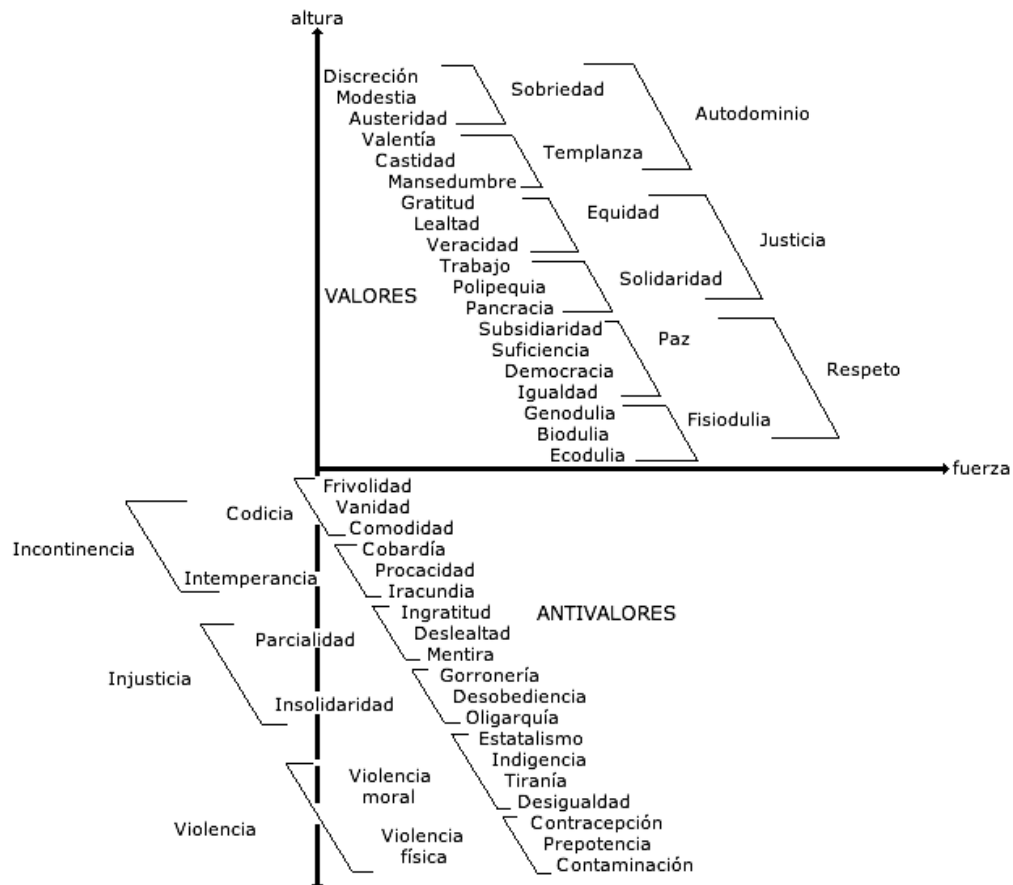 altura
Discreción
Modestia
Austeridad
Sobriedad
Autodominio
Valentía
Castidad
Mansedumbre
Templanza
Gratitud
Lealtad
Veracidad
Equidad
Justicia
Trabajo
Polipequia
Pancracia
Solidaridad
VALORES
Subsidiaridad
Suficiencia
Democracia
Igualdad
Paz
Respeto
Genodulia
Biodulia
Ecodulia
Fisiodulia
fuerza
Frivolidad
Vanidad
Comodidad
Codicia
Incontinencia
Cobardía
Procacidad
Iracundia
Intemperancia
ANTIVALORES
Ingratitud
Deslealtad
Mentira
Parcialidad
Injusticia
Gorronería
Desobediencia
Oligarquía
Insolidaridad
Estatalismo
Indigencia
Tiranía
Desigualdad
Violencia
moral
Violencia
Contracepción
Prepotencia
Contaminación
Violencia
física